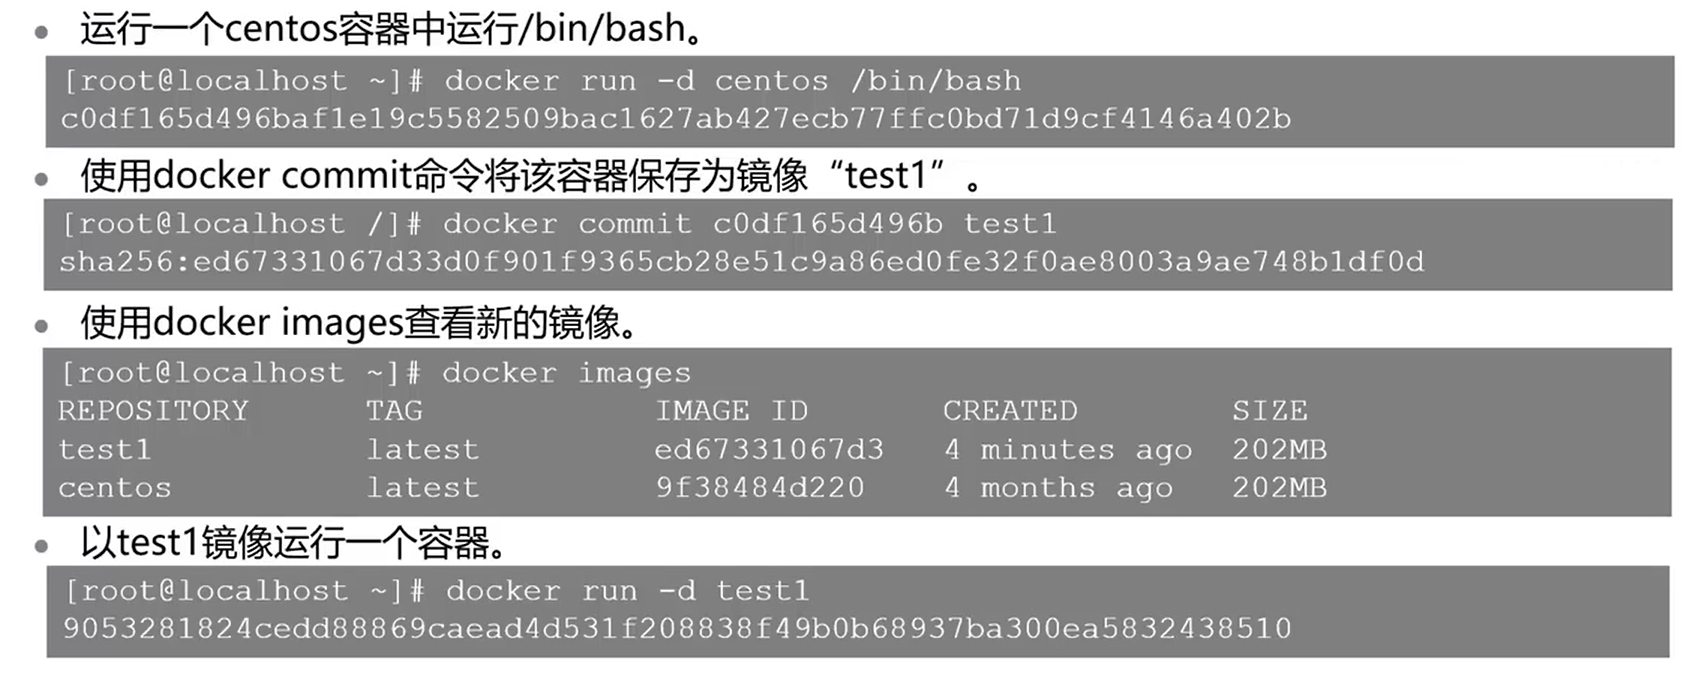 • 运行一个centos容器中运行/bin/bash。
[root@localhost ~]# docker run -d centos /bin/bash
c0df165d496baf1e19c5582509bac1627ab427ecb77ffc0bd71d9cf4146a402b
• 使用docker commit命令将该容器保存为镜像“test1”。
[root@localhost /]# docker commit c0df165d496b test1
sha256:ed67331067d33d0f901f9365cb28e51c9a86ed0fe32f0ae8003a9ae748b1df0d
• 使用docker images查看新的镜像。
[root@localhost ~]# docker images
REPOSITORY TAG IMAGE ID CREATED SIZE
test1 latest ed67331067d3 4 minutes ago 202MB
centos latest 9f38484d220 4 months ago 202MB
• 以test1镜像运行一个容器。
[root@localhost ~]# docker run -d test1
9053281824cedd88869caead4d531f208838f49b0b68937ba300ea5832438510